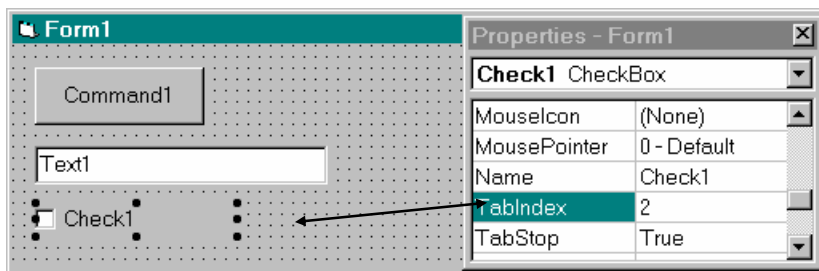 Form1
Command1
Text1
Check1
Properties - Form1
Check1 CheckBox
MouseIcon (None)
MousePointer 0 - Default
Name Check1
TabIndex 2
TabStop True